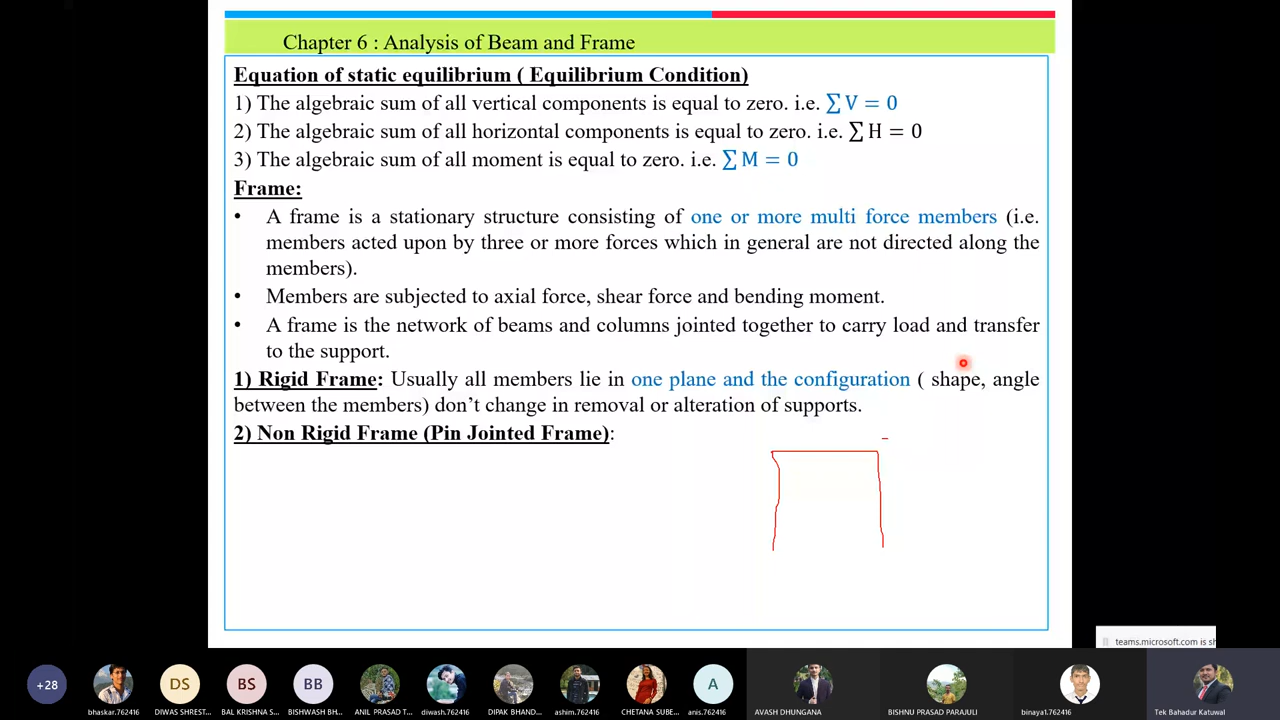 Chapter 6 : Analysis of Beam and Frame
Equation of static equilibrium ( Equilibrium Condition)
1) The algebraic sum of all vertical components is equal to zero. i.e. ∑ V = 0
2) The algebraic sum of all horizontal components is equal to zero. i.e. ∑ H = 0
3) The algebraic sum of all moment is equal to zero. i.e. ∑ M = 0
Frame:
• A frame is a stationary structure consisting of one or more multi force members (i.e.
members acted upon by three or more forces which in general are not directed along the
members).
• Members are subjected to axial force, shear force and bending moment.
• A frame is the network of beams and columns jointed together to carry load and transfer
to the support.
1) Rigid Frame: Usually all members lie in one plane and the configuration ( shape, angle
between the members) don’t change in removal or alteration of supports.
2) Non Rigid Frame (Pin Jointed Frame):
teams.microsoft.com is sh
+28 DS BS BB A
bhaskar.762416 DIWAS SHREST... BAL KRISHNA S... BISHWASH BH... ANIL PRASAD T... diwash.762416 DIPAK BHAND... ashim.762416 CHETANA SUBE... anis.762416 AVASH DHUNGANA BISHNU PRASAD PARAJULI binaya1.762416 Tek Bahadur Katuwal